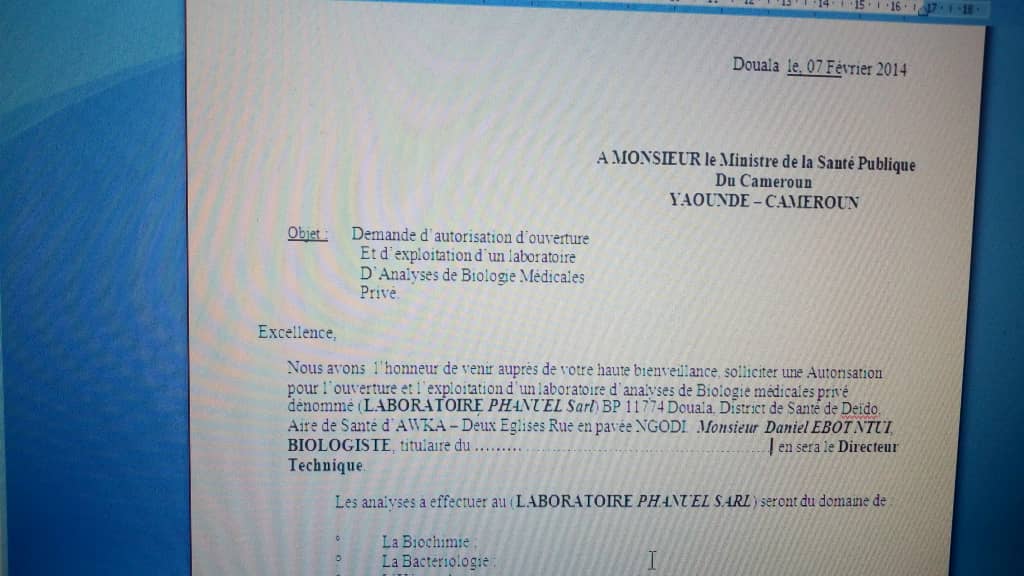 12 · 13 · 14 · 15 · 16 · 17 · 18
Douala le, 07 Février 2014
A MONSIEUR le Ministre de la Santé Publique
Du Cameroun
YAOUNDE – CAMEROUN
Objet : Demande d'autorisation d'ouverture
Et d'exploitation d'un laboratoire
D'Analyses de Biologie Médicales
Privé.
Excellence,
Nous avons l'honneur de venir auprès de votre haute bienveillance, solliciter une Autorisation
pour l'ouverture et l'exploitation d'un laboratoire d'analyses de Biologie médicales privé
dénommé (LABORATOIRE PHANUEL Sarl) BP 11774 Douala, District de Santé de Deïdo,
Aire de Santé d'AWKA – Deux Eglises Rue en pavée NGODI. Monsieur Daniel EBOT NTUI,
BIOLOGISTE, titulaire du ................................................ en sera le Directeur
Technique.
Les analyses à effectuer au (LABORATOIRE PHANUEL SARL) seront du domaine de :
° La Biochimie ;
° La Bactériologie ;